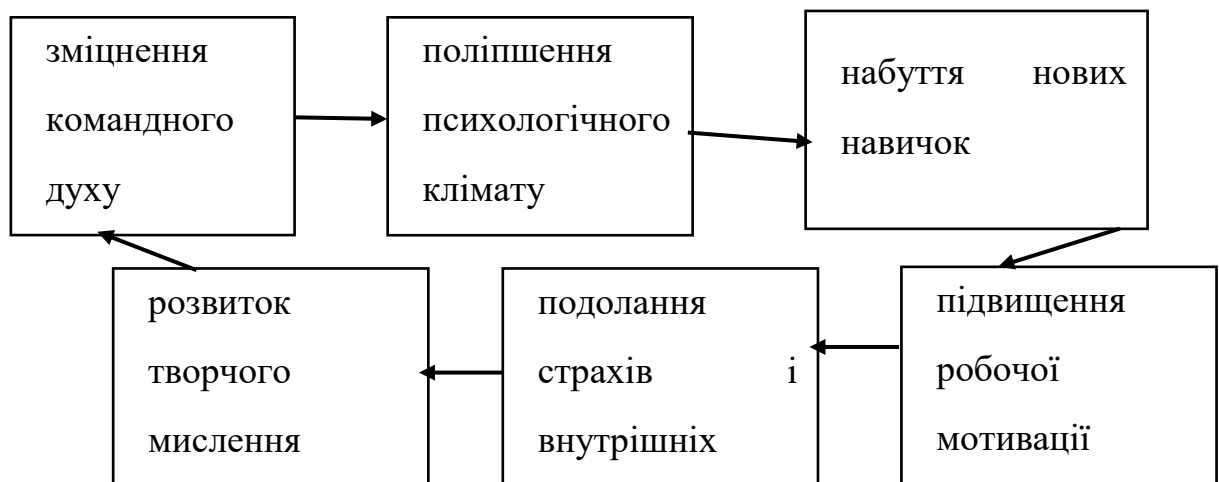 зміцнення
командного
духу
поліпшення
психологічного
клімату
набуття нових
навичок
підвищення
робочої
мотивації
подолання
страхів і
внутрішніх
розвиток
творчого
мислення